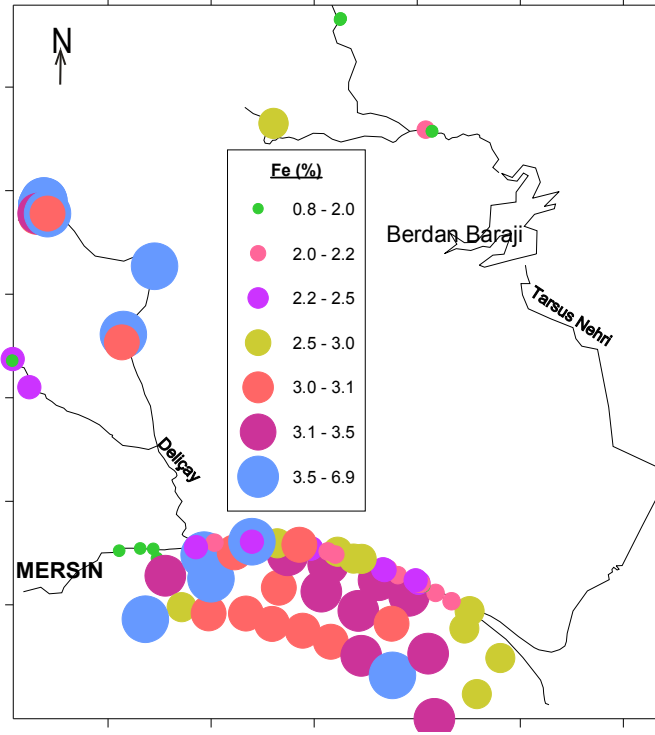 N
Fe (%)
0.8 - 2.0
2.0 - 2.2
2.2 - 2.5
2.5 - 3.0
3.0 - 3.1
3.1 - 3.5
3.5 - 6.9
Berdan Baraji
Tarsus Nehri
Deliçay
MERSIN